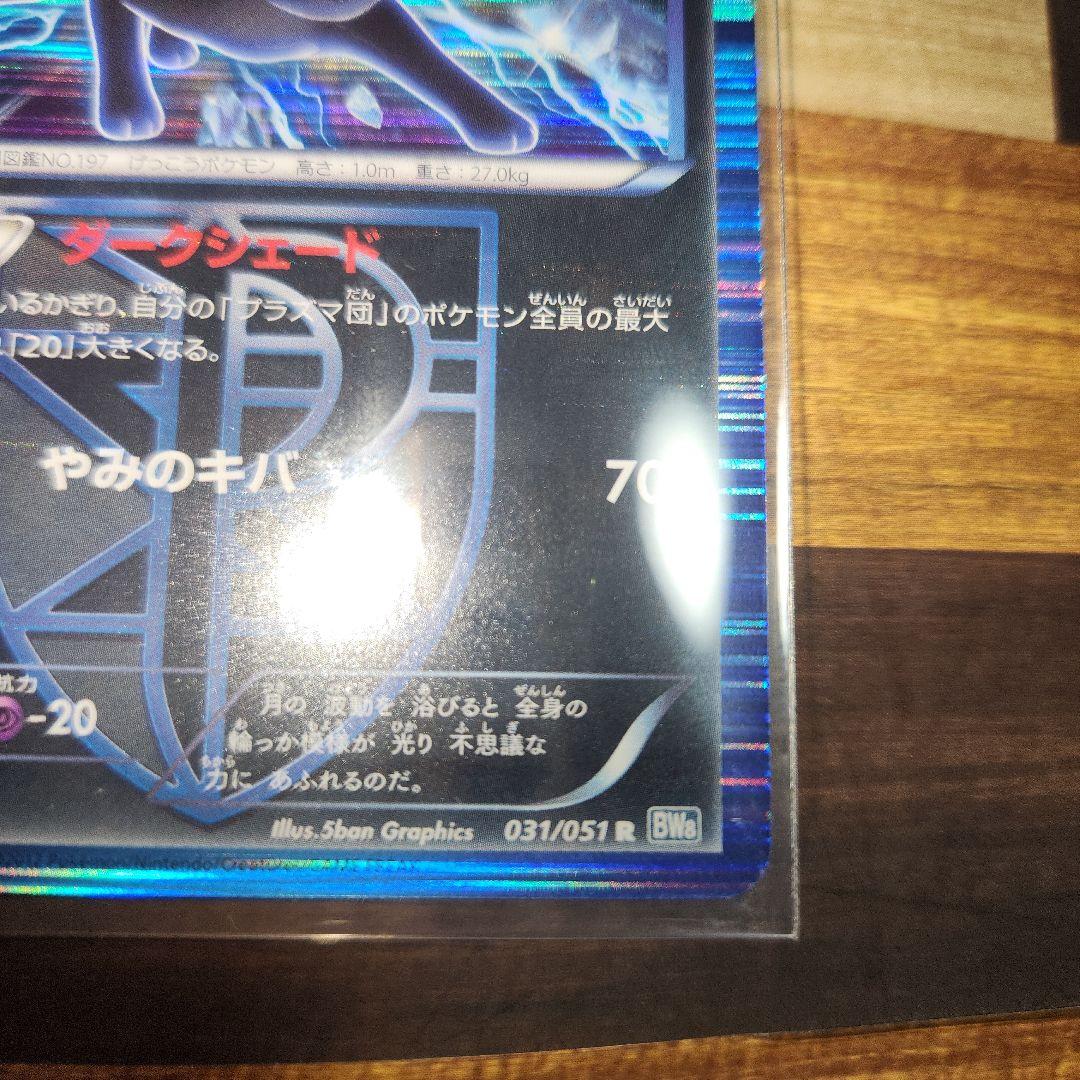 図鑑NO.197 げっこうポケモン 高さ：1.0m 重さ：27.0kg
ダークシェード
いるかぎり、自分の「プラズマ団」のポケモン全員の最大
「20」大きくなる。
やみのキバ 70
抗力
-20
月の 波動を 浴びると 全身の
輪っか模様が 光り 不思議な
力に あふれるのだ。
Illus.5ban Graphics 031/051 R BW8